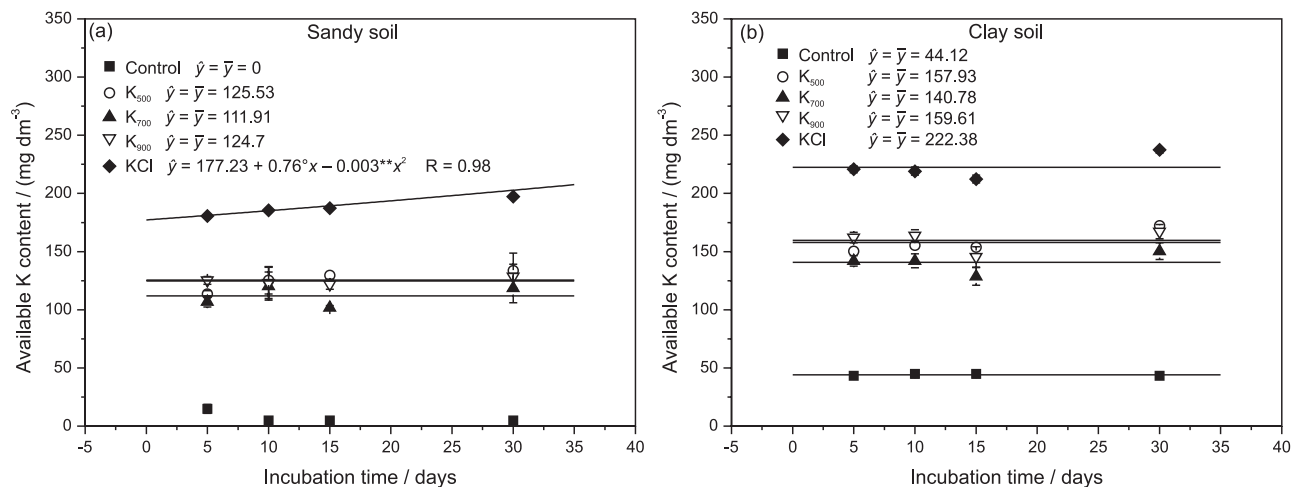 (a) Sandy soil
Control ŷ = ȳ = 0
K500 ŷ = ȳ = 125.53
K700 ŷ = ȳ = 111.91
K900 ŷ = ȳ = 124.7
KCl ŷ = 177.23 + 0.76°x – 0.003**x² R = 0.98
350
300
250
200
150
100
50
0
Available K content / (mg dm⁻³)
-5 0 5 10 15 20 25 30 35 40
Incubation time / days
(b) Clay soil
Control ŷ = ȳ = 44.12
K500 ŷ = ȳ = 157.93
K700 ŷ = ȳ = 140.78
K900 ŷ = ȳ = 159.61
KCl ŷ = ȳ = 222.38
350
300
250
200
150
100
50
0
Available K content / (mg dm⁻³)
-5 0 5 10 15 20 25 30 35 40
Incubation time / days